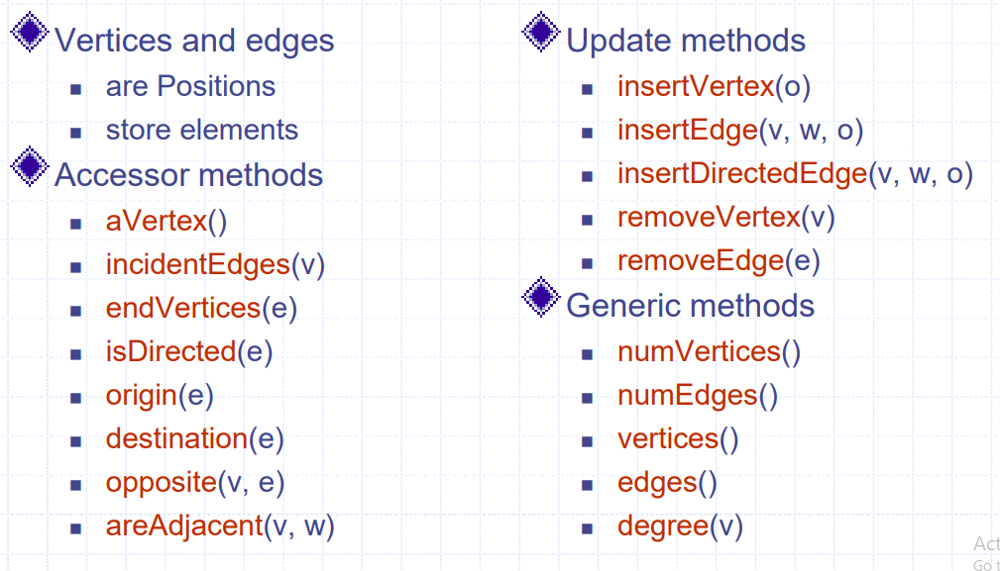 Vertices and edges
are Positions
store elements
Accessor methods
aVertex()
incidentEdges(v)
endVertices(e)
isDirected(e)
origin(e)
destination(e)
opposite(v, e)
areAdjacent(v, w)
Update methods
insertVertex(o)
insertEdge(v, w, o)
insertDirectedEdge(v, w, o)
removeVertex(v)
removeEdge(e)
Generic methods
numVertices()
numEdges()
vertices()
edges()
degree(v)
Act
Go t